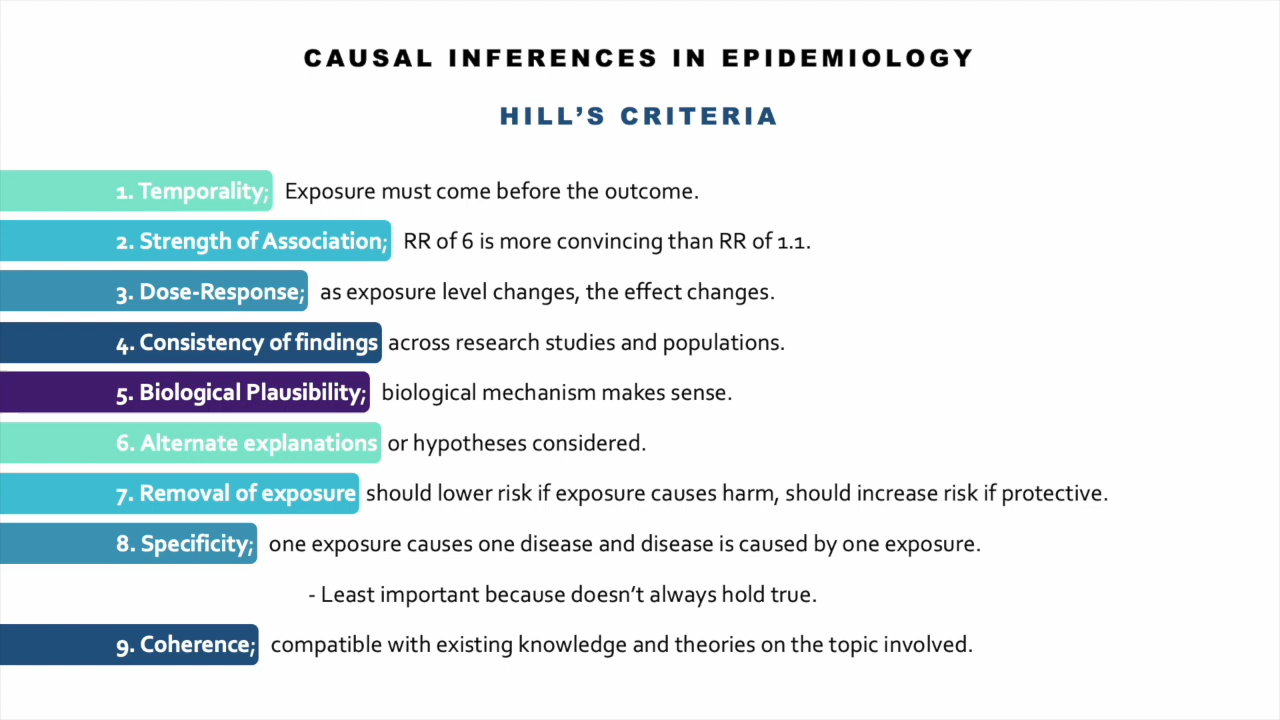 CAUSAL INFERENCES IN EPIDEMIOLOGY
HILL’S CRITERIA
1. Temporality; Exposure must come before the outcome.
2. Strength of Association; RR of 6 is more convincing than RR of 1.1.
3. Dose-Response; as exposure level changes, the effect changes.
4. Consistency of findings across research studies and populations.
5. Biological Plausibility; biological mechanism makes sense.
6. Alternate explanations or hypotheses considered.
7. Removal of exposure should lower risk if exposure causes harm, should increase risk if protective.
8. Specificity; one exposure causes one disease and disease is caused by one exposure.
- Least important because doesn’t always hold true.
9. Coherence; compatible with existing knowledge and theories on the topic involved.